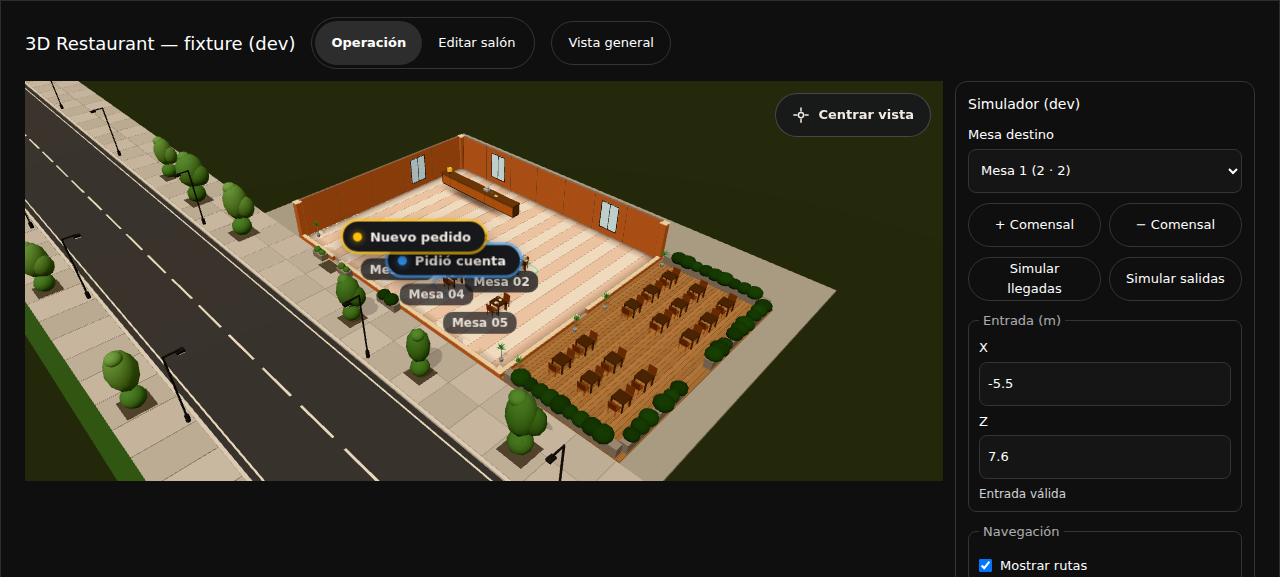 3D Restaurant — fixture (dev)
Operación
Editar salón
Vista general
Centrar vista
Nuevo pedido
Pidió cuenta
Mesa 02
Mesa 04
Mesa 05
Simulador (dev)
Mesa destino
Mesa 1 (2 · 2)
+ Comensal
− Comensal
Simular
llegadas
Simular salidas
Entrada (m)
X
-5.5
Z
7.6
Entrada válida
Navegación
Mostrar rutas